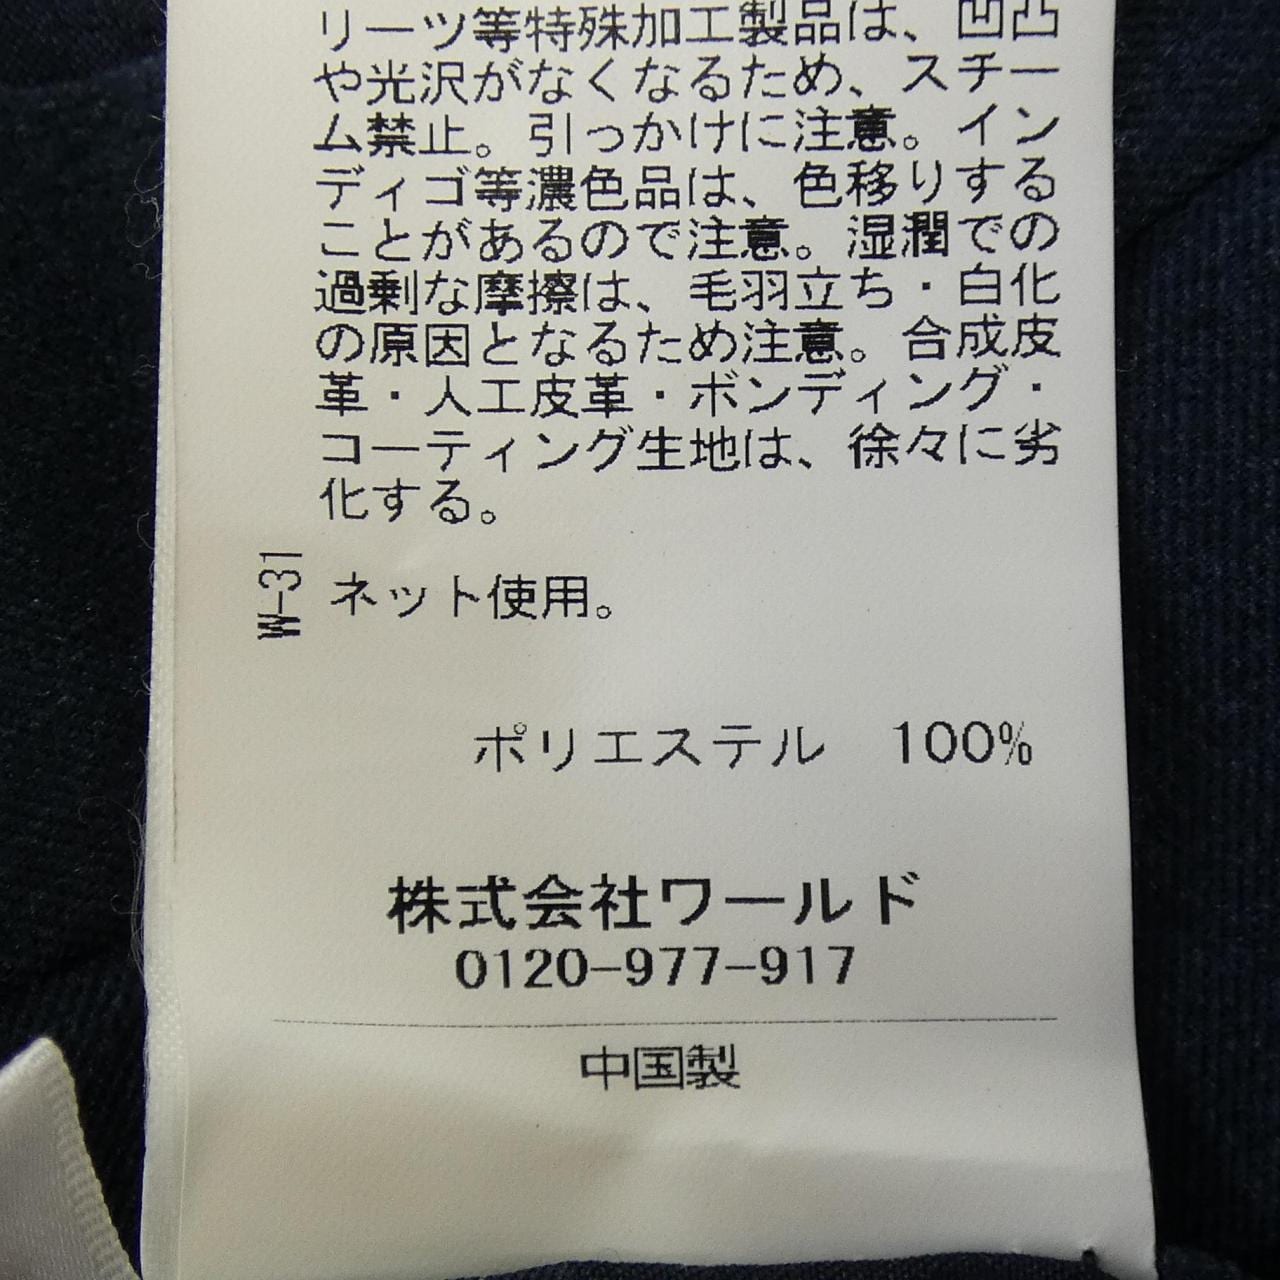 リーツ等特殊加工製品は、凹凸
や光沢がなくなるため、スチー
ム禁止。引っかけに注意。イン
ディゴ等濃色品は、色移りする
ことがあるので注意。湿潤での
過剰な摩擦は、毛羽立ち・白化
の原因となるため注意。合成皮
革・人工皮革・ボンディング・
コーティング生地は、徐々に劣
化する。
W-31
ネット使用。
ポリエステル 100%
株式会社ワールド
0120-977-917
中国製